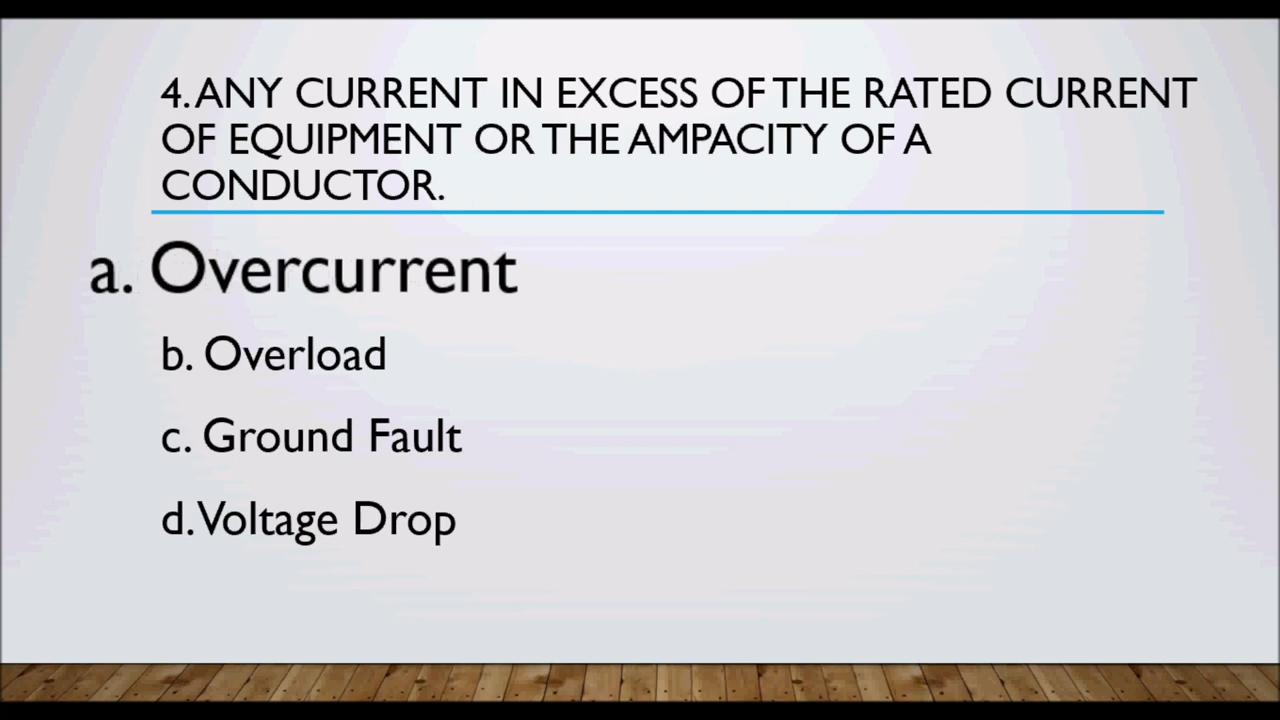 4. ANY CURRENT IN EXCESS OF THE RATED CURRENT
OF EQUIPMENT OR THE AMPACITY OF A
CONDUCTOR.
a. Overcurrent
b. Overload
c. Ground Fault
d. Voltage Drop